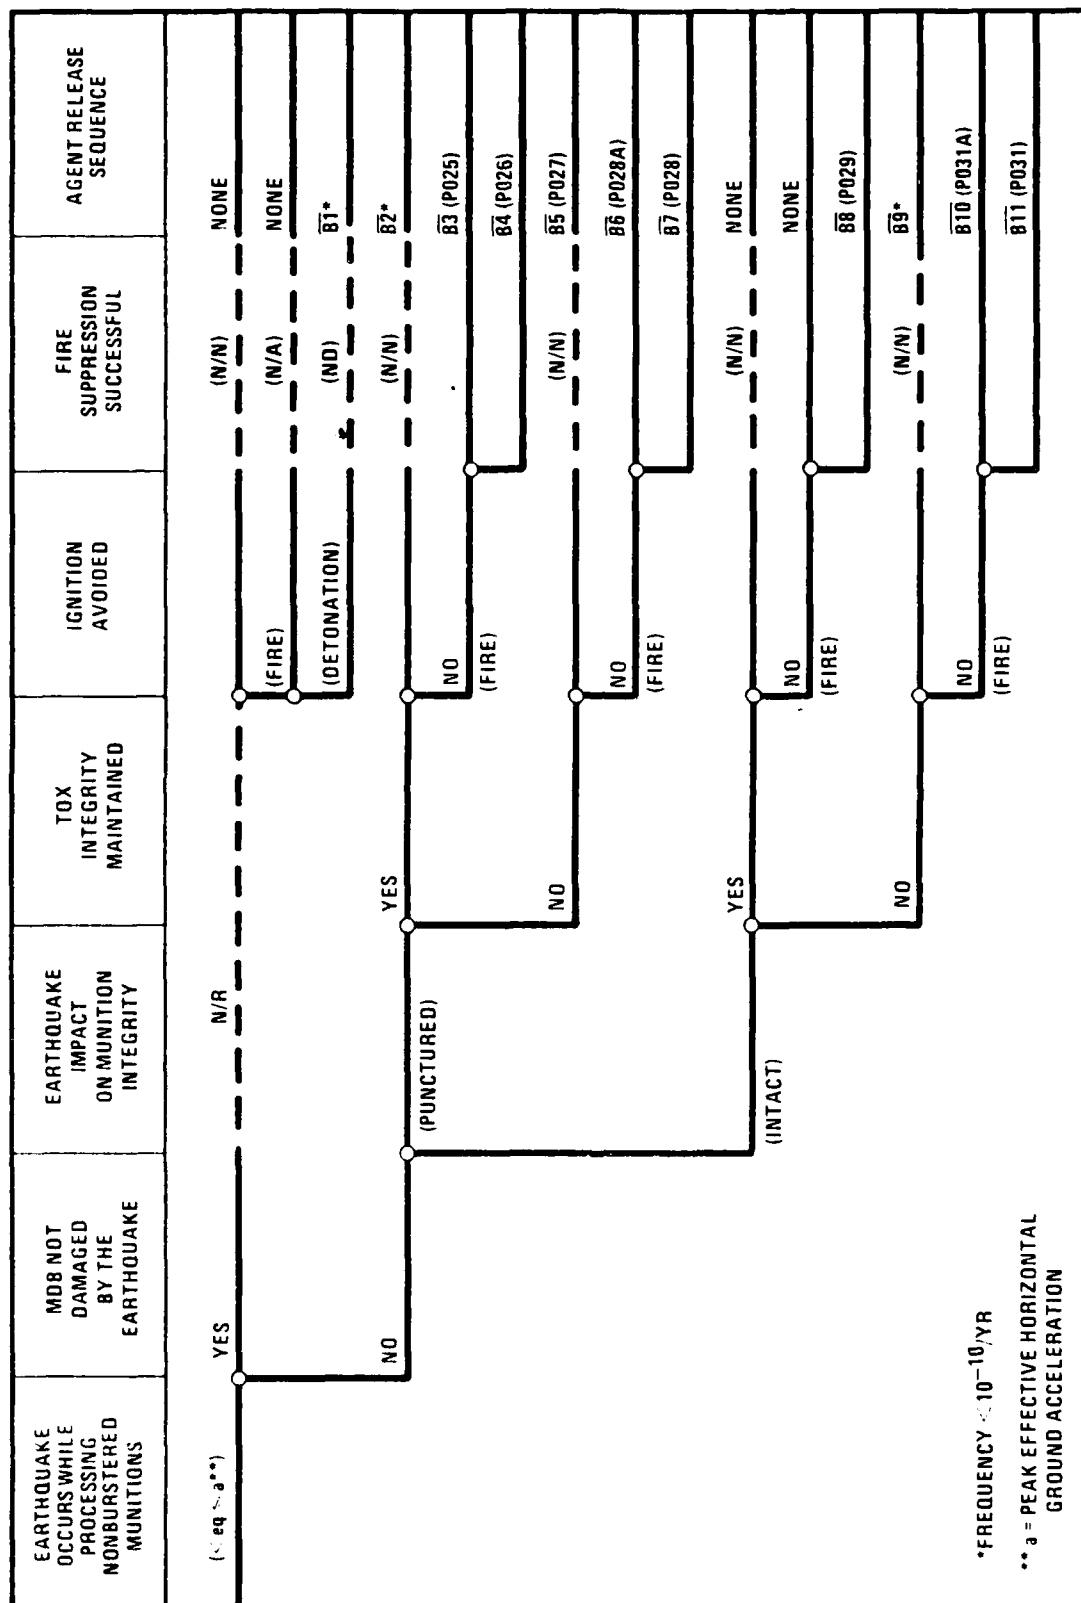 EARTHQUAKE
OCCURS WHILE
PROCESSING
NONBURSTERED
MUNITIONS
MDB NOT
DAMAGED
BY THE
EARTHQUAKE
EARTHQUAKE
IMPACT
ON MUNITION
INTEGRITY
TOX
INTEGRITY
MAINTAINED
IGNITION
AVOIDED
FIRE
SUPPRESSION
SUCCESSFUL
AGENT RELEASE
SEQUENCE
YES
N/R
(N/N)
NONE
(FIRE)
(N/A)
NONE
(DETONATION)
(ND)
B1*
NO
(PUNCTURED)
YES
(N/N)
B2*
NO
(FIRE)
B3 (P025)
B4 (P026)
NO
(N/N)
B5 (P027)
NO
(FIRE)
B6 (P028A)
B7 (P028)
(INTACT)
YES
(N/N)
NONE
NO
(FIRE)
NONE
B8 (P029)
NO
(N/N)
B9*
NO
(FIRE)
B10 (P031A)
B11 (P031)
*FREQUENCY < 10⁻¹⁰/YR
** a = PEAK EFFECTIVE HORIZONTAL
GROUND ACCELERATION